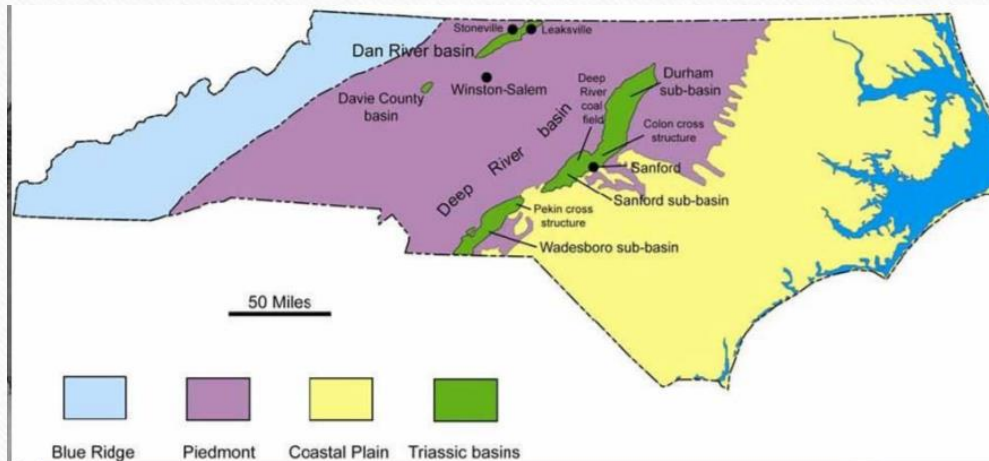 Stoneville
Leaksville
Dan River basin
Winston-Salem
Davie County
basin
Deep
River
coal
field
Durham
sub-basin
Colon cross
structure
Deep River basin
Sanford
Sanford sub-basin
Pekin cross
structure
Wadesboro sub-basin
50 Miles
Blue Ridge
Piedmont
Coastal Plain
Triassic basins